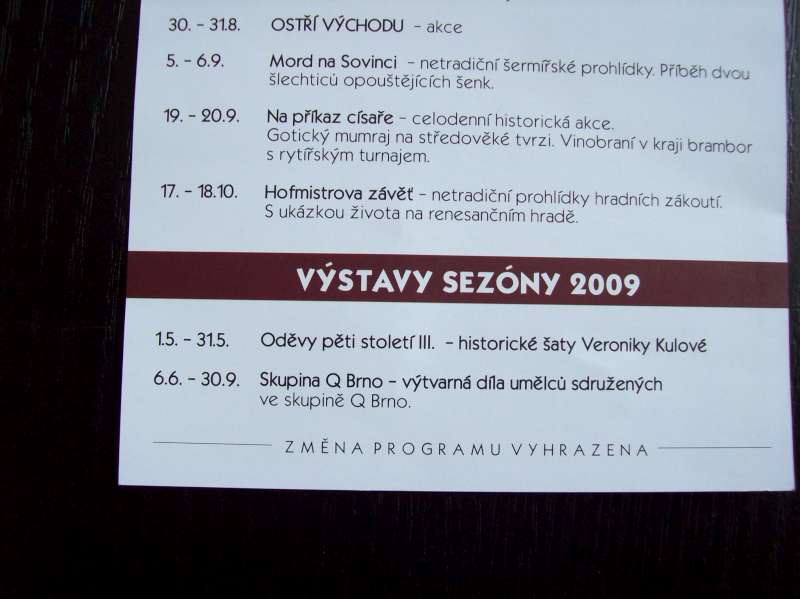 30. - 31.8. OSTŘÍ VÝCHODU - akce
5. - 6.9. Mord na Sovinci - netradiční šermířské prohlídky. Příběh dvou
šlechticů opouštějících šenk.
19. - 20.9. Na příkaz císaře - celodenní historická akce.
Gotický mumraj na středověké tvrzi. Vinobraní v kraji brambor
s rytířským turnajem.
17. - 18.10. Hofmistrova závěť - netradiční prohlídky hradních zákoutí.
S ukázkou života na renesančním hradě.
VÝSTAVY SEZÓNY 2009
1.5. - 31.5. Oděvy pěti století III. - historické šaty Veroniky Kulové
6.6. - 30.9. Skupina Q Brno - výtvarná díla umělců sdružených
ve skupině Q Brno.
ZMĚNA PROGRAMU VYHRAZENA